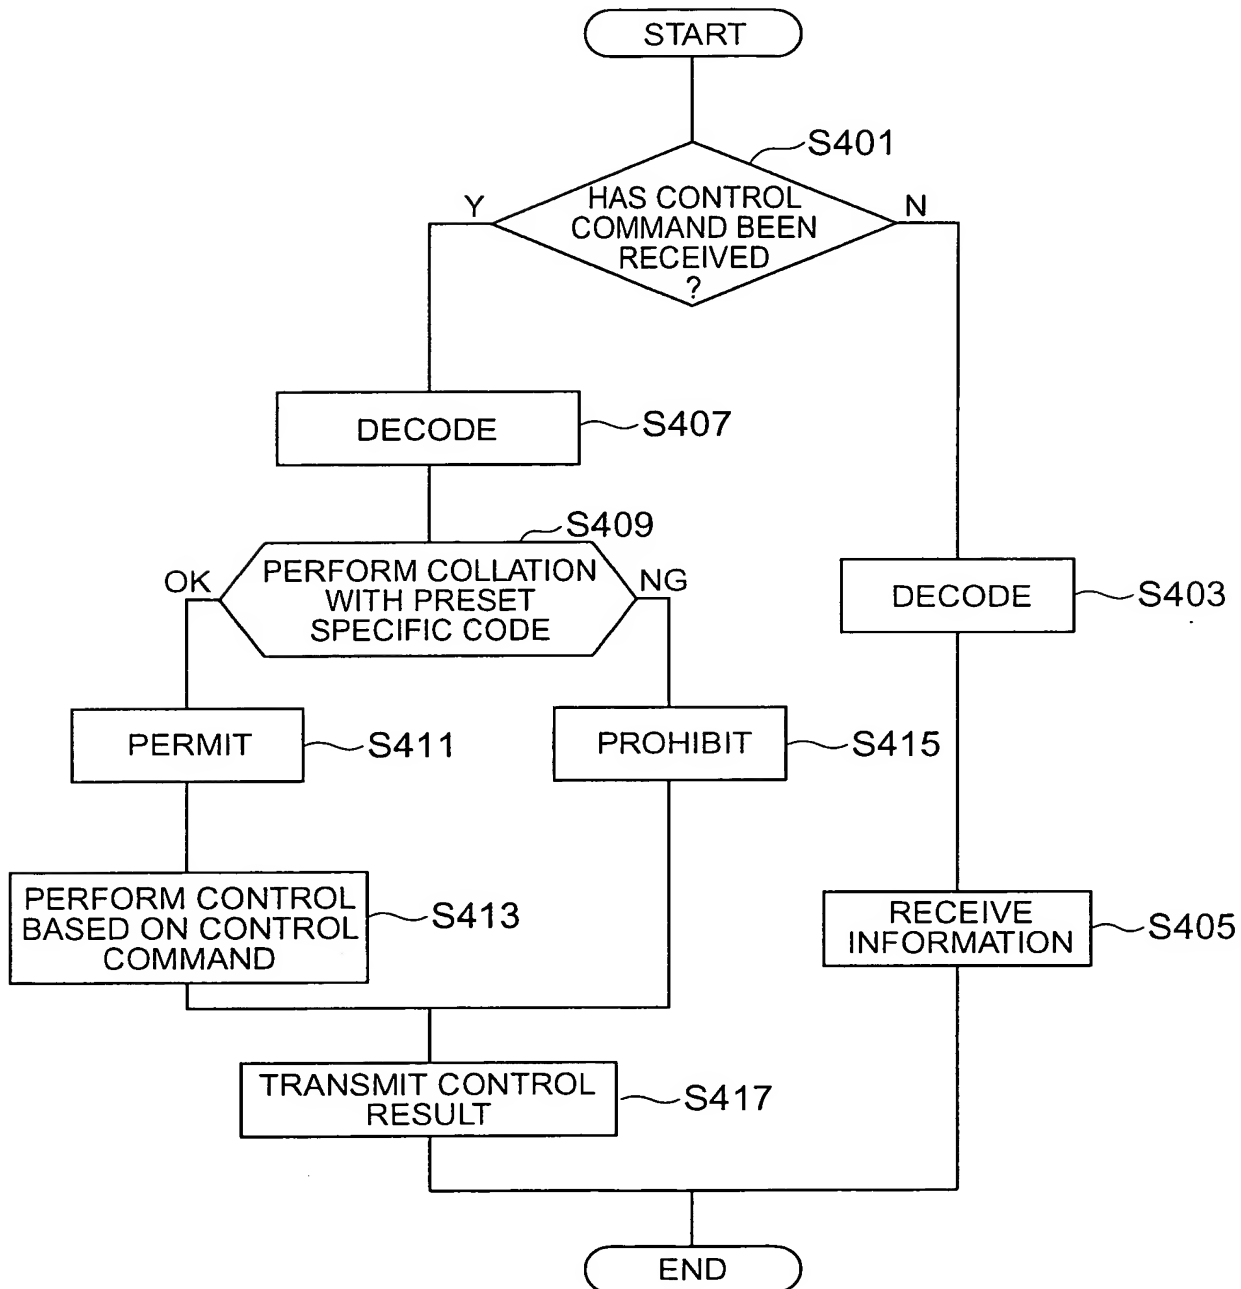 START
S401
HAS CONTROL
COMMAND BEEN
RECEIVED
?
Y
N
DECODE
S407
S409
PERFORM COLLATION
WITH PRESET
SPECIFIC CODE
OK
NG
DECODE
S403
PERMIT
S411
PROHIBIT
S415
PERFORM CONTROL
BASED ON CONTROL
COMMAND
S413
RECEIVE
INFORMATION
S405
TRANSMIT CONTROL
RESULT
S417
END